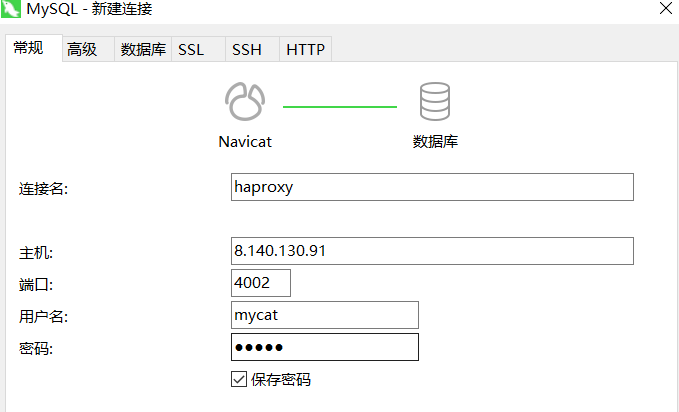 MySQL - 新建连接
常规 高级 数据库 SSL SSH HTTP
Navicat 数据库
连接名: haproxy
主机: 8.140.130.91
端口: 4002
用户名: mycat
密码: ●●●●●
保存密码